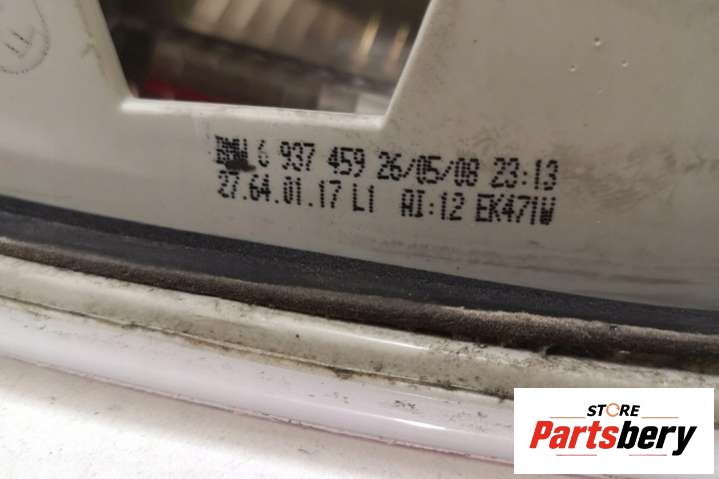 BMW 6 937 459 26/05/08 23:13
27.64.01.17 L1 AI:12 EK471W
STORE
Partsbery